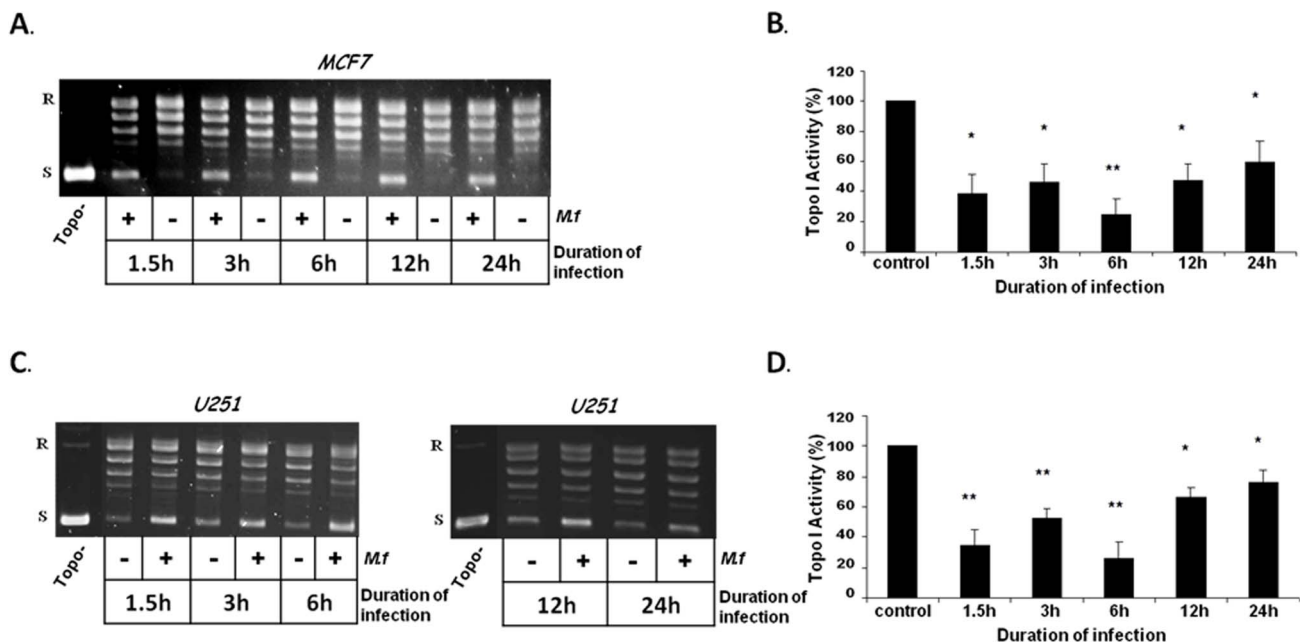 A.
MCF7
R
S
Topo-
+ - + - + - + - + - M.f
1.5h 3h 6h 12h 24h Duration of
infection
B.
Topo I Activity (%)
120
100
80
60
40
20
0
* * ** * *
control 1.5h 3h 6h 12h 24h
Duration of infection
C.
U251
R
S
Topo-
- + - + - + M.f
1.5h 3h 6h Duration of
infection
U251
R
S
Topo-
- + - + M.f
12h 24h Duration of
infection
D.
Topo I Activity (%)
120
100
80
60
40
20
0
** ** ** * *
control 1.5h 3h 6h 12h 24h
Duration of infection